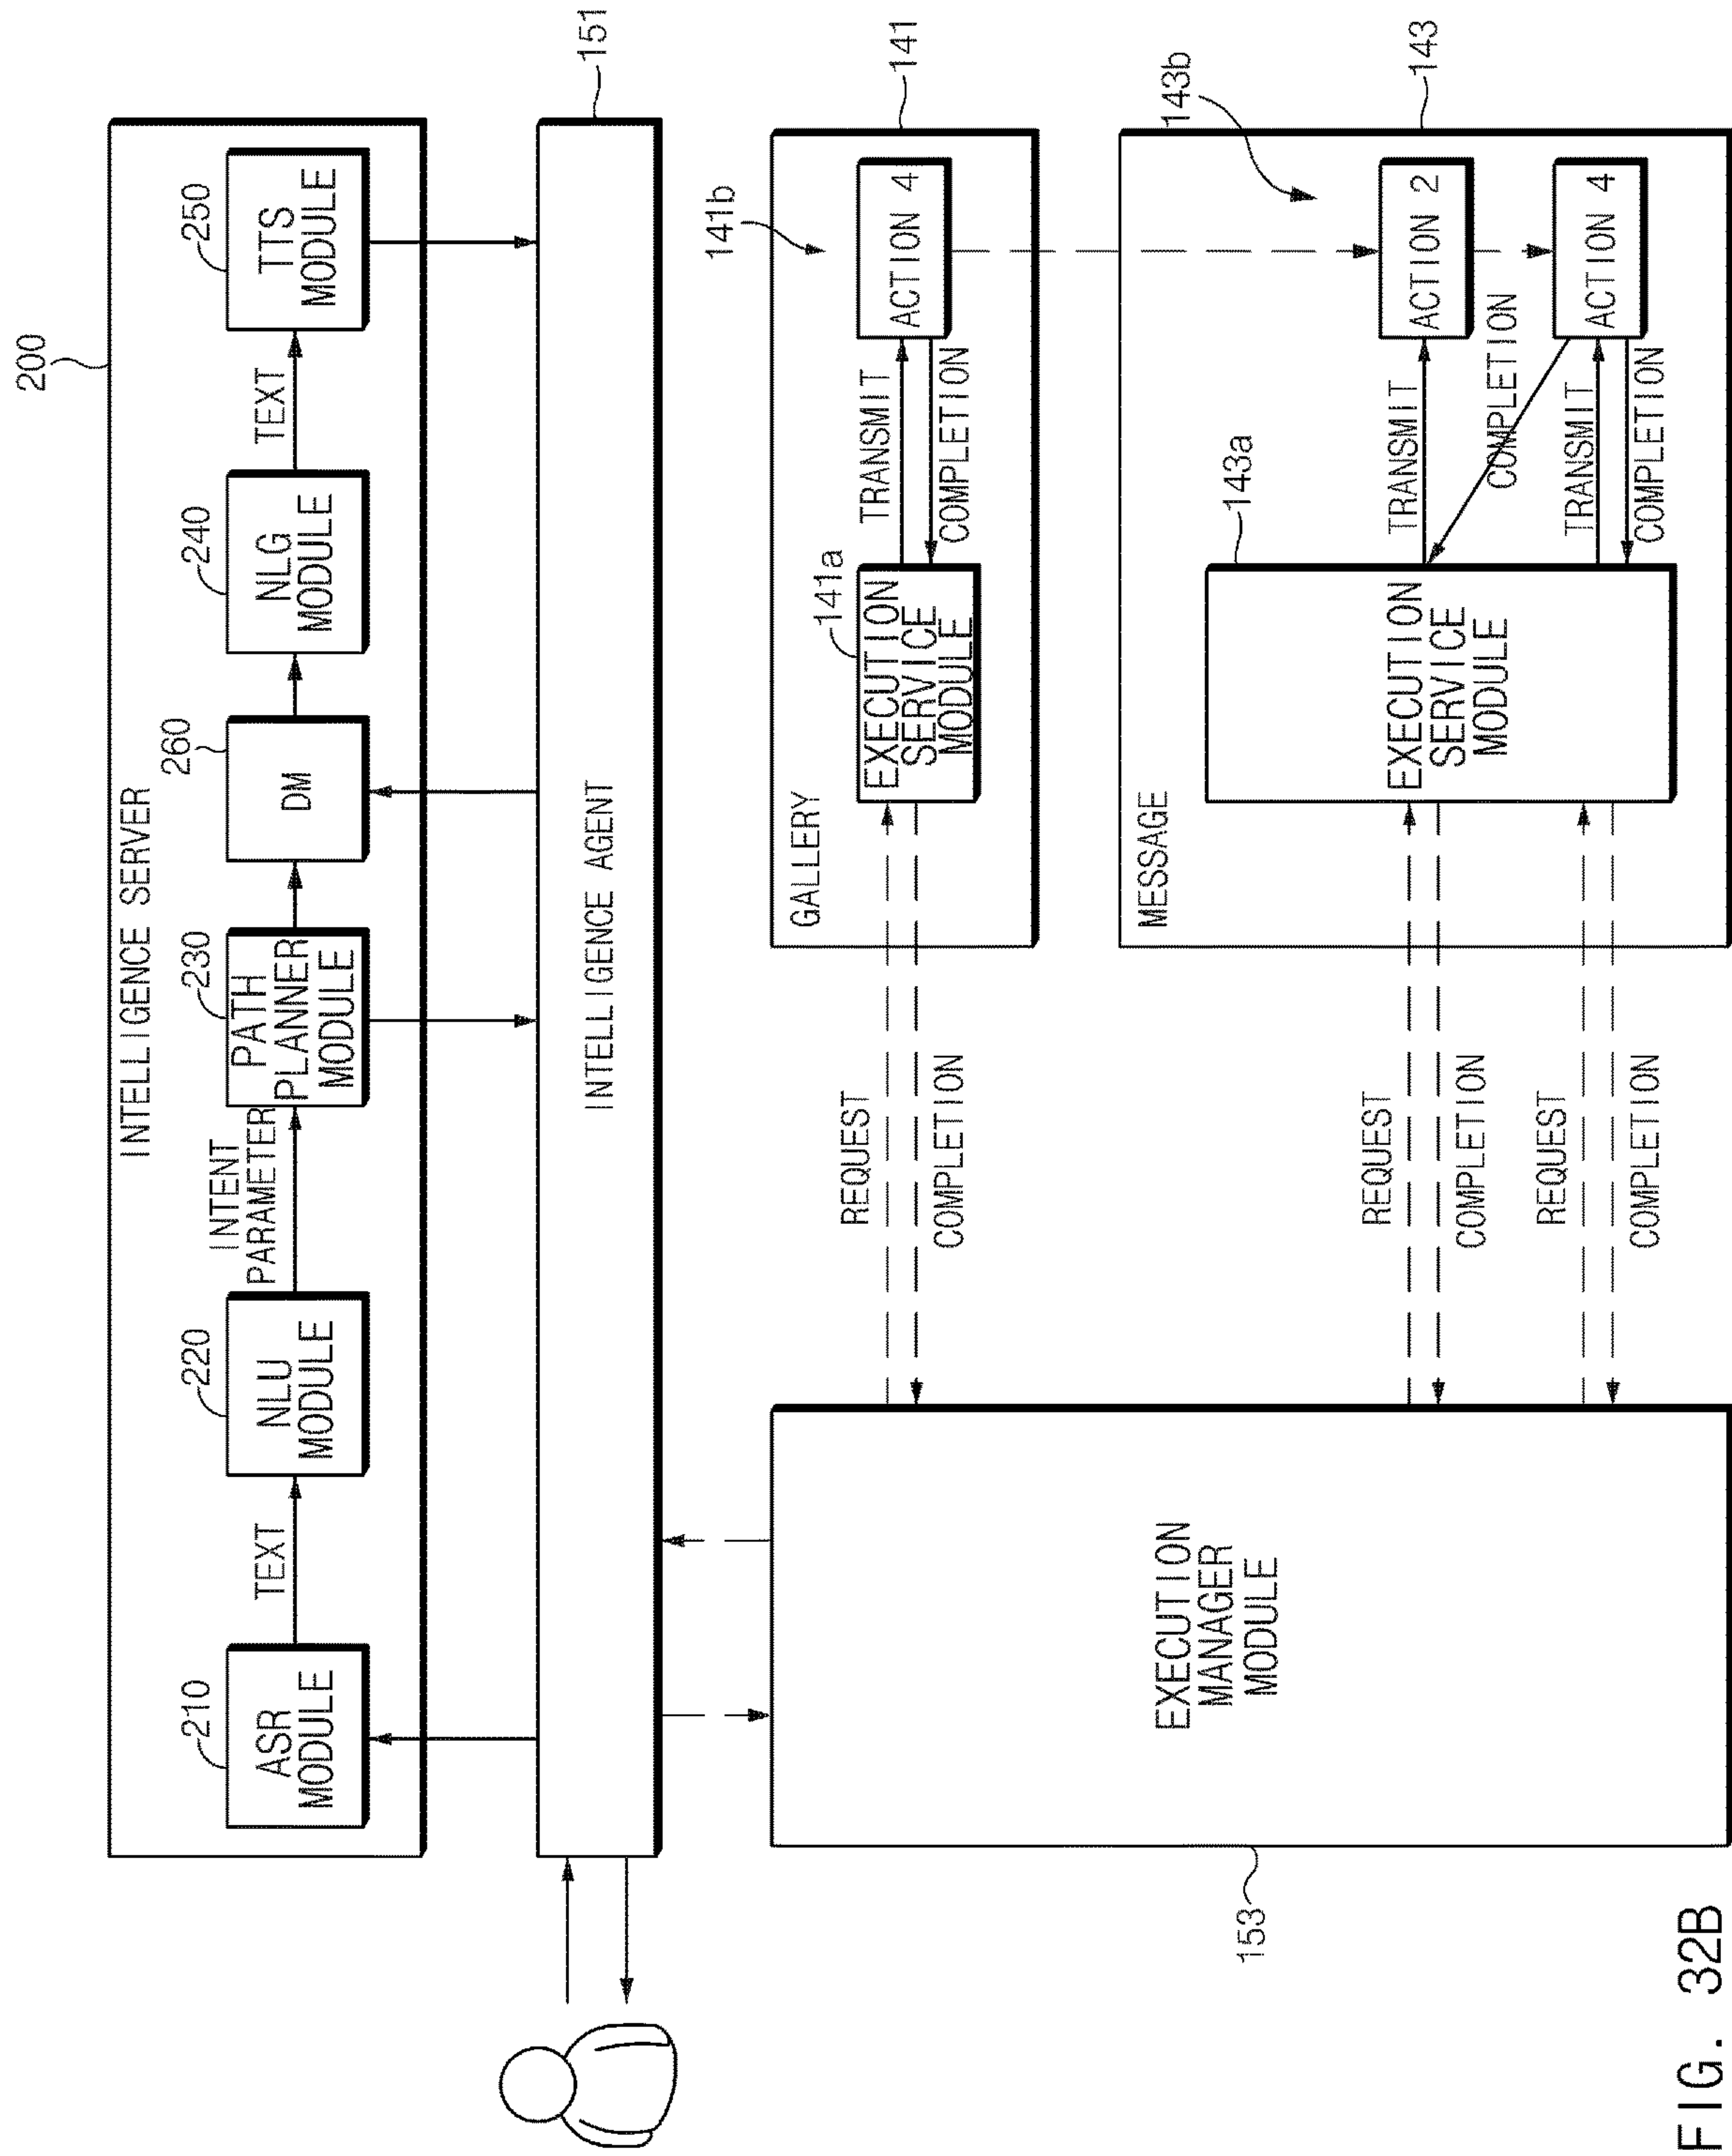 200
INTELLIGENCE SERVER
210
220
230
260
240
250
ASR
MODULE
TEXT
NLU
MODULE
INTENT
PARAMETER
PATH
PLANNER
MODULE
DM
NLG
MODULE
TEXT
TTS
MODULE
151
INTELLIGENCE AGENT
141b
141
GALLERY
141a
EXECUTION
SERVICE
MODULE
TRANSMIT
COMPLETION
ACTION 4
REQUEST
COMPLETION
153
EXECUTION
MANAGER
MODULE
143b
143
MESSAGE
143a
EXECUTION
SERVICE
MODULE
REQUEST
COMPLETION
TRANSMIT
COMPLETION
ACTION 2
REQUEST
COMPLETION
TRANSMIT
COMPLETION
ACTION 4
FIG. 32B